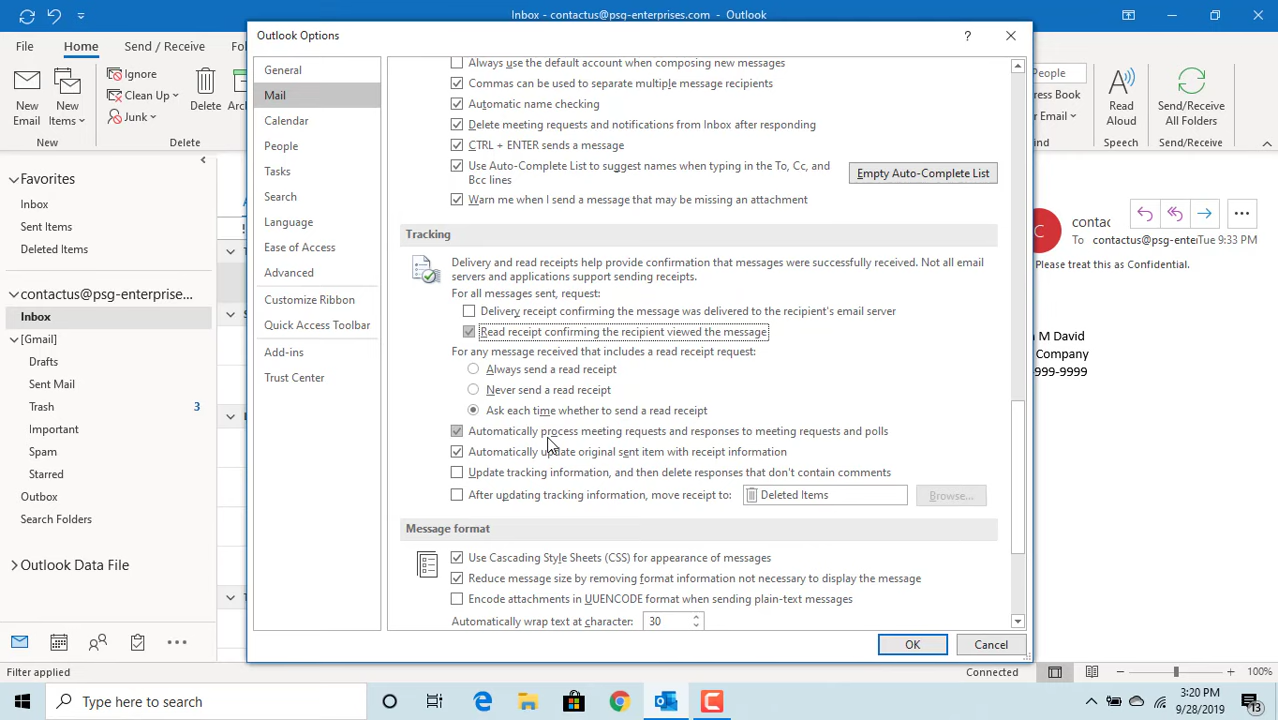 Inbox - contactus@psg-enterprises.com - Outlook
File
Home
Send / Receive
Fol
New
Email
New
Items
Ignore
Clean Up
Junk
Delete
Arch
New
Delete
People
ress Book
r Email
Read
Aloud
Speech
Send/Receive
All Folders
Send/Receive
Favorites
Inbox
Sent Items
Deleted Items
contactus@psg-enterprise...
Inbox
[Gmail]
Drafts
Sent Mail
Trash 3
Important
Spam
Starred
Outbox
Search Folders
Outlook Data File
Filter applied
Outlook Options
General
Mail
Calendar
People
Tasks
Search
Language
Ease of Access
Advanced
Customize Ribbon
Quick Access Toolbar
Add-ins
Trust Center
Always use the default account when composing new messages
Commas can be used to separate multiple message recipients
Automatic name checking
Delete meeting requests and notifications from Inbox after responding
CTRL + ENTER sends a message
Use Auto-Complete List to suggest names when typing in the To, Cc, and
Bcc lines
Empty Auto-Complete List
Warn me when I send a message that may be missing an attachment
Tracking
Delivery and read receipts help provide confirmation that messages were successfully received. Not all email
servers and applications support sending receipts.
For all messages sent, request:
Delivery receipt confirming the message was delivered to the recipient's email server
Read receipt confirming the recipient viewed the message
For any message received that includes a read receipt request:
Always send a read receipt
Never send a read receipt
Ask each time whether to send a read receipt
Automatically process meeting requests and responses to meeting requests and polls
Automatically update original sent item with receipt information
Update tracking information, and then delete responses that don't contain comments
After updating tracking information, move receipt to: Deleted Items Browse...
Message format
Use Cascading Style Sheets (CSS) for appearance of messages
Reduce message size by removing format information not necessary to display the message
Encode attachments in UUENCODE format when sending plain-text messages
Automatically wrap text at character: 30
OK
Cancel
C
contac
To contactus@psg-enter Tue 9:33 PM
Please treat this as Confidential.
M David
Company
999-9999
Connected
100%
Type here to search
3:20 PM
9/28/2019
13